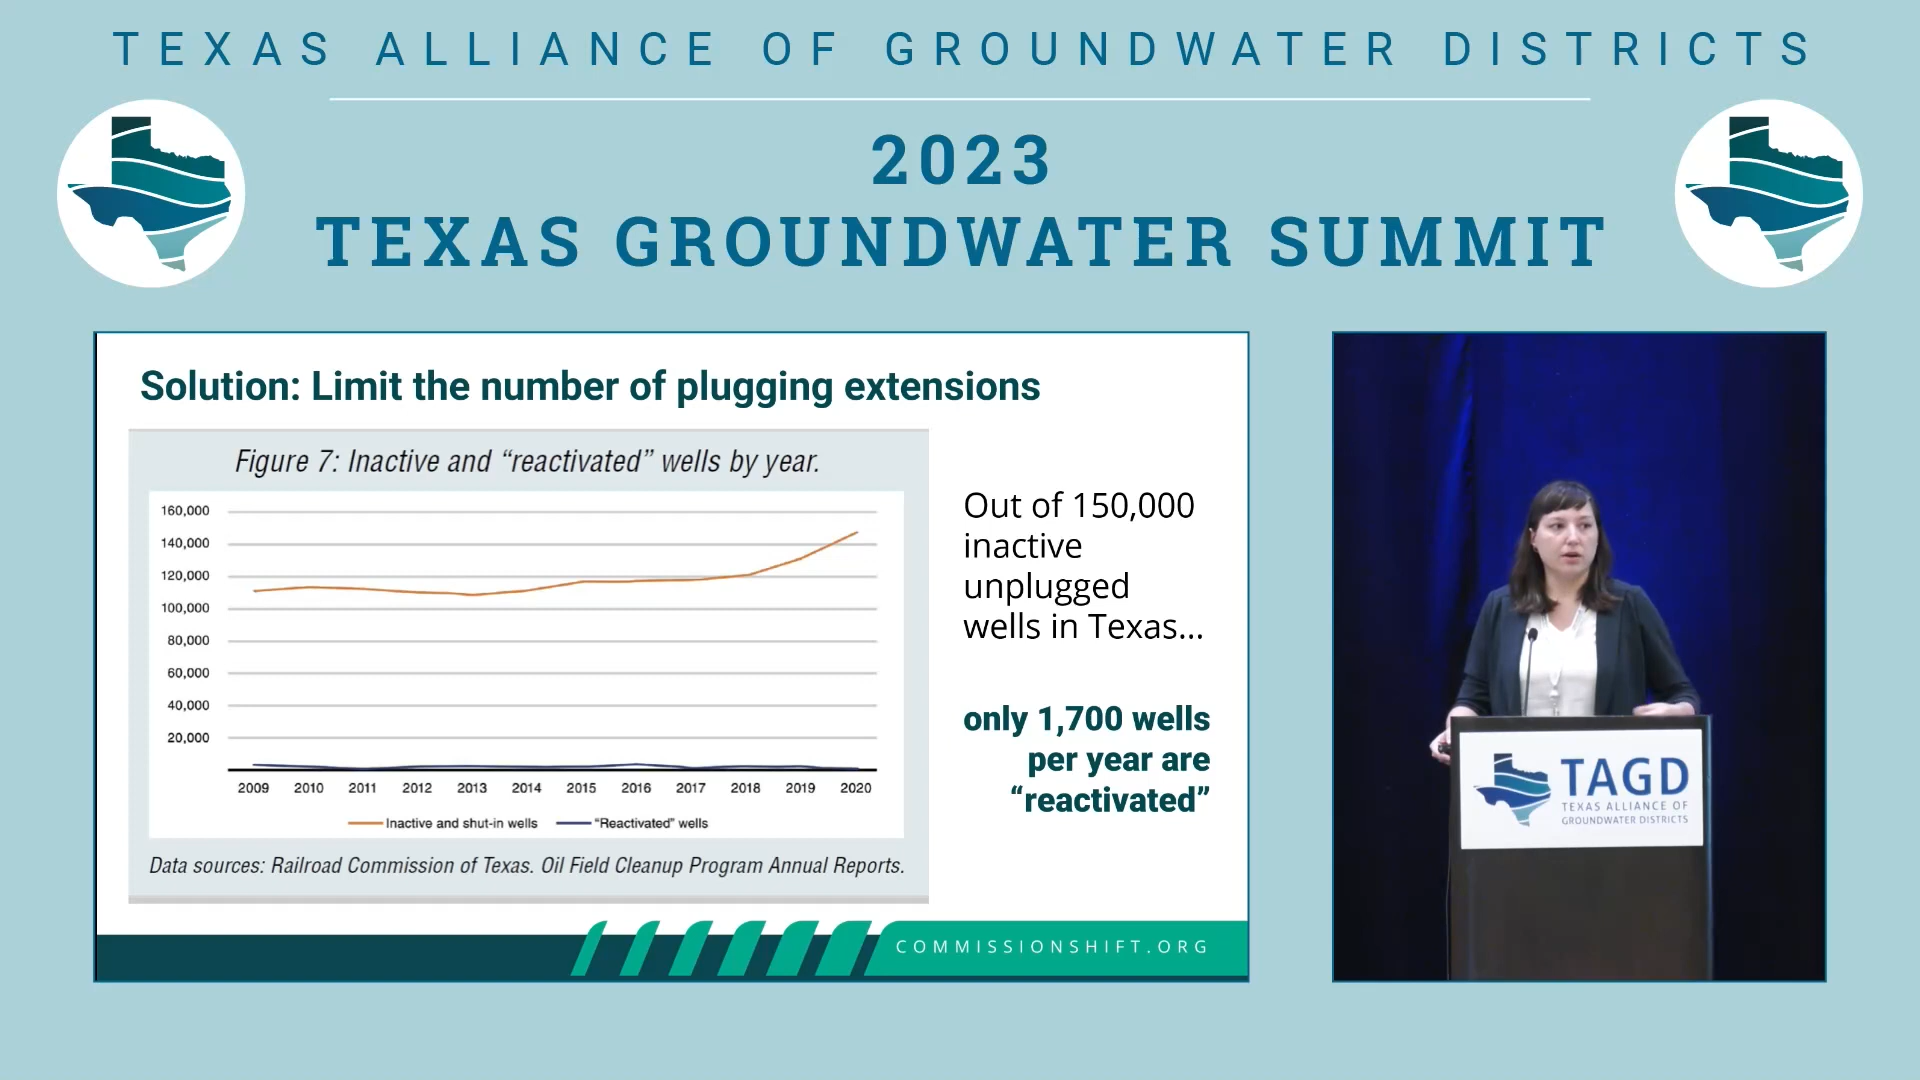 TEXAS ALLIANCE OF GROUNDWATER DISTRICTS
2023
TEXAS GROUNDWATER SUMMIT
Solution: Limit the number of plugging extensions
Figure 7: Inactive and “reactivated” wells by year.
160,000
140,000
120,000
100,000
80,000
60,000
40,000
20,000
2009 2010 2011 2012 2013 2014 2015 2016 2017 2018 2019 2020
Inactive and shut-in wells “Reactivated” wells
Data sources: Railroad Commission of Texas. Oil Field Cleanup Program Annual Reports.
Out of 150,000
inactive
unplugged
wells in Texas...
only 1,700 wells
per year are
“reactivated”
COMMISSIONSHIFT.ORG
TAGD
TEXAS ALLIANCE OF
GROUNDWATER DISTRICTS